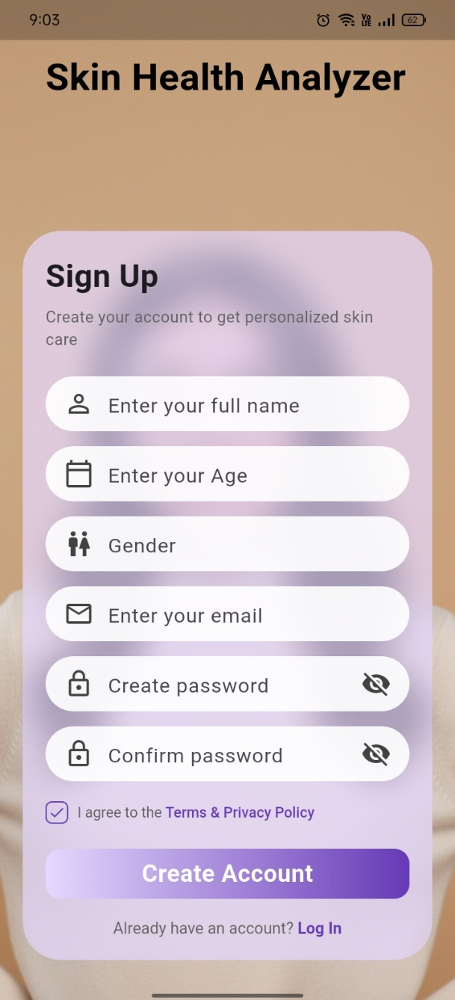 9:03
Vo
LTE
62
Skin Health Analyzer
Sign Up
Create your account to get personalized skin
care
Enter your full name
Enter your Age
Gender
Enter your email
Create password
Confirm password
I agree to the Terms & Privacy Policy
Create Account
Already have an account? Log In